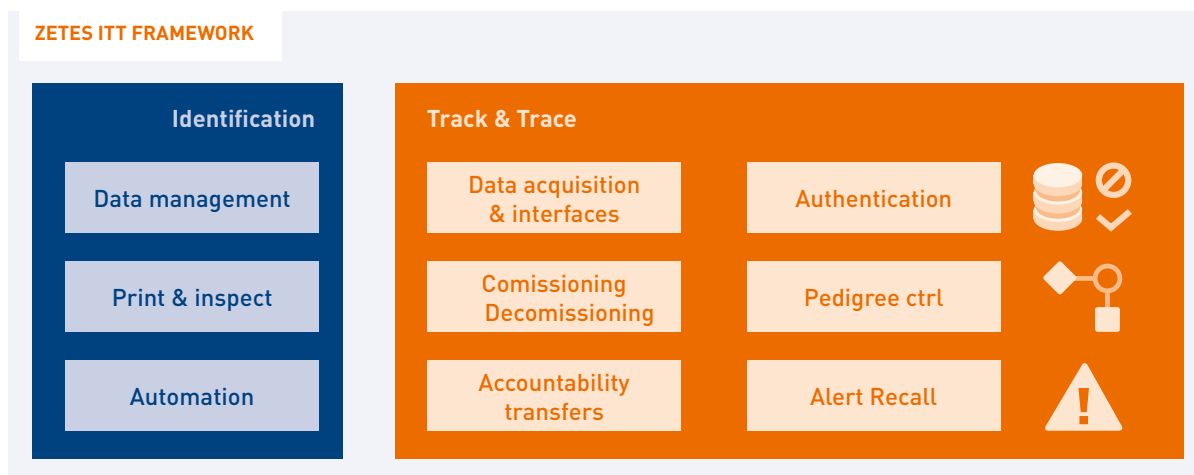 ZETES ITT FRAMEWORK
Identification
Data management
Print & inspect
Automation
Track & Trace
Data acquisition
& interfaces
Authentication
Comissioning
Decomissioning
Pedigree ctrl
Accountability
transfers
Alert Recall